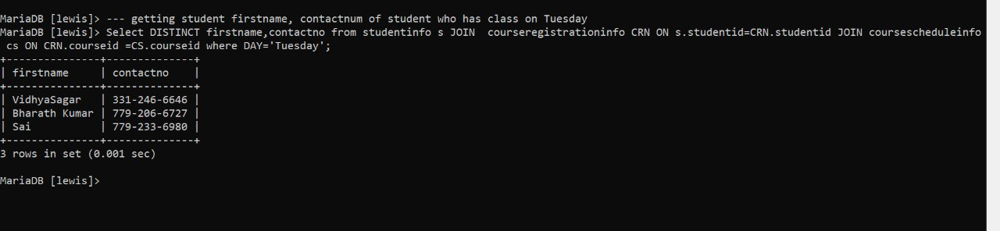 MariaDB [lewis]> --- getting student firstname, contactnum of student who has class on Tuesday
MariaDB [lewis]> Select DISTINCT firstname,contactno from studentinfo s JOIN  courseregistrationinfo CRN ON s.studentid=CRN.studentid JOIN coursescheduleinfo
 cs ON CRN.courseid =CS.courseid where DAY='Tuesday';
+---------------+--------------+
| firstname     | contactno    |
+---------------+--------------+
| VidhyaSagar   | 331-246-6646 |
| Bharath Kumar | 779-206-6727 |
| Sai           | 779-233-6980 |
+---------------+--------------+
3 rows in set (0.001 sec)
MariaDB [lewis]>